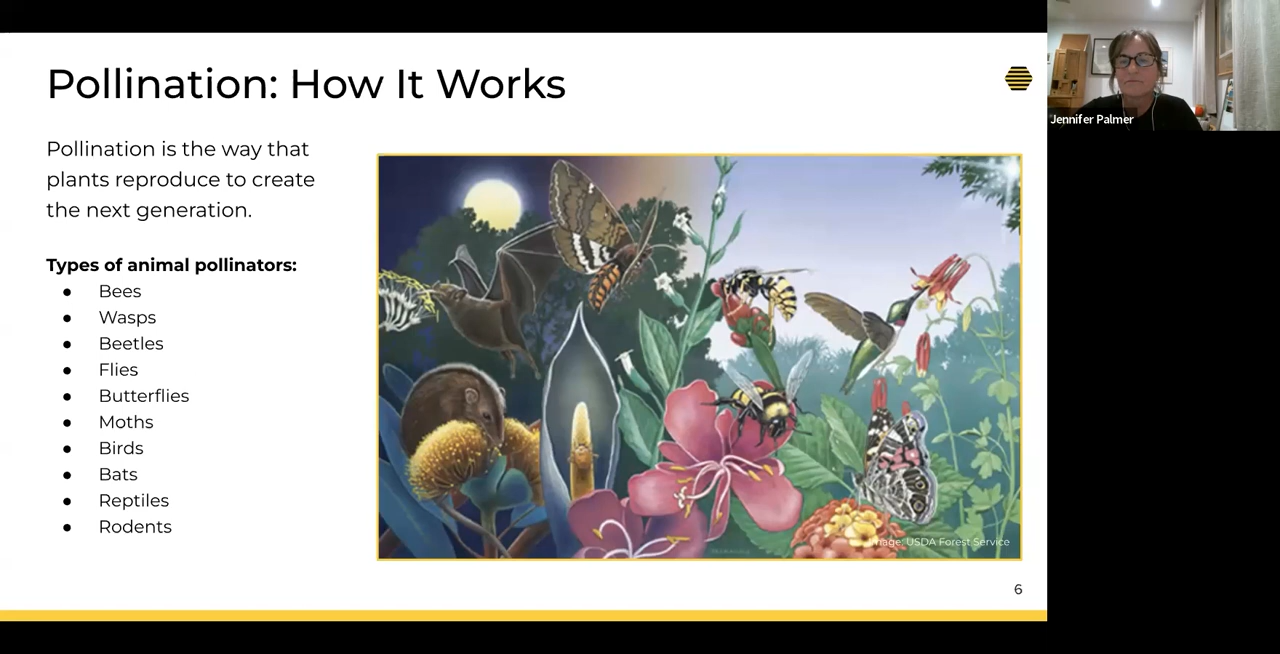 Pollination: How It Works
Pollination is the way that
plants reproduce to create
the next generation.
Types of animal pollinators:
● Bees
● Wasps
● Beetles
● Flies
● Butterflies
● Moths
● Birds
● Bats
● Reptiles
● Rodents
Image: USDA Forest Service
6
Jennifer Palmer